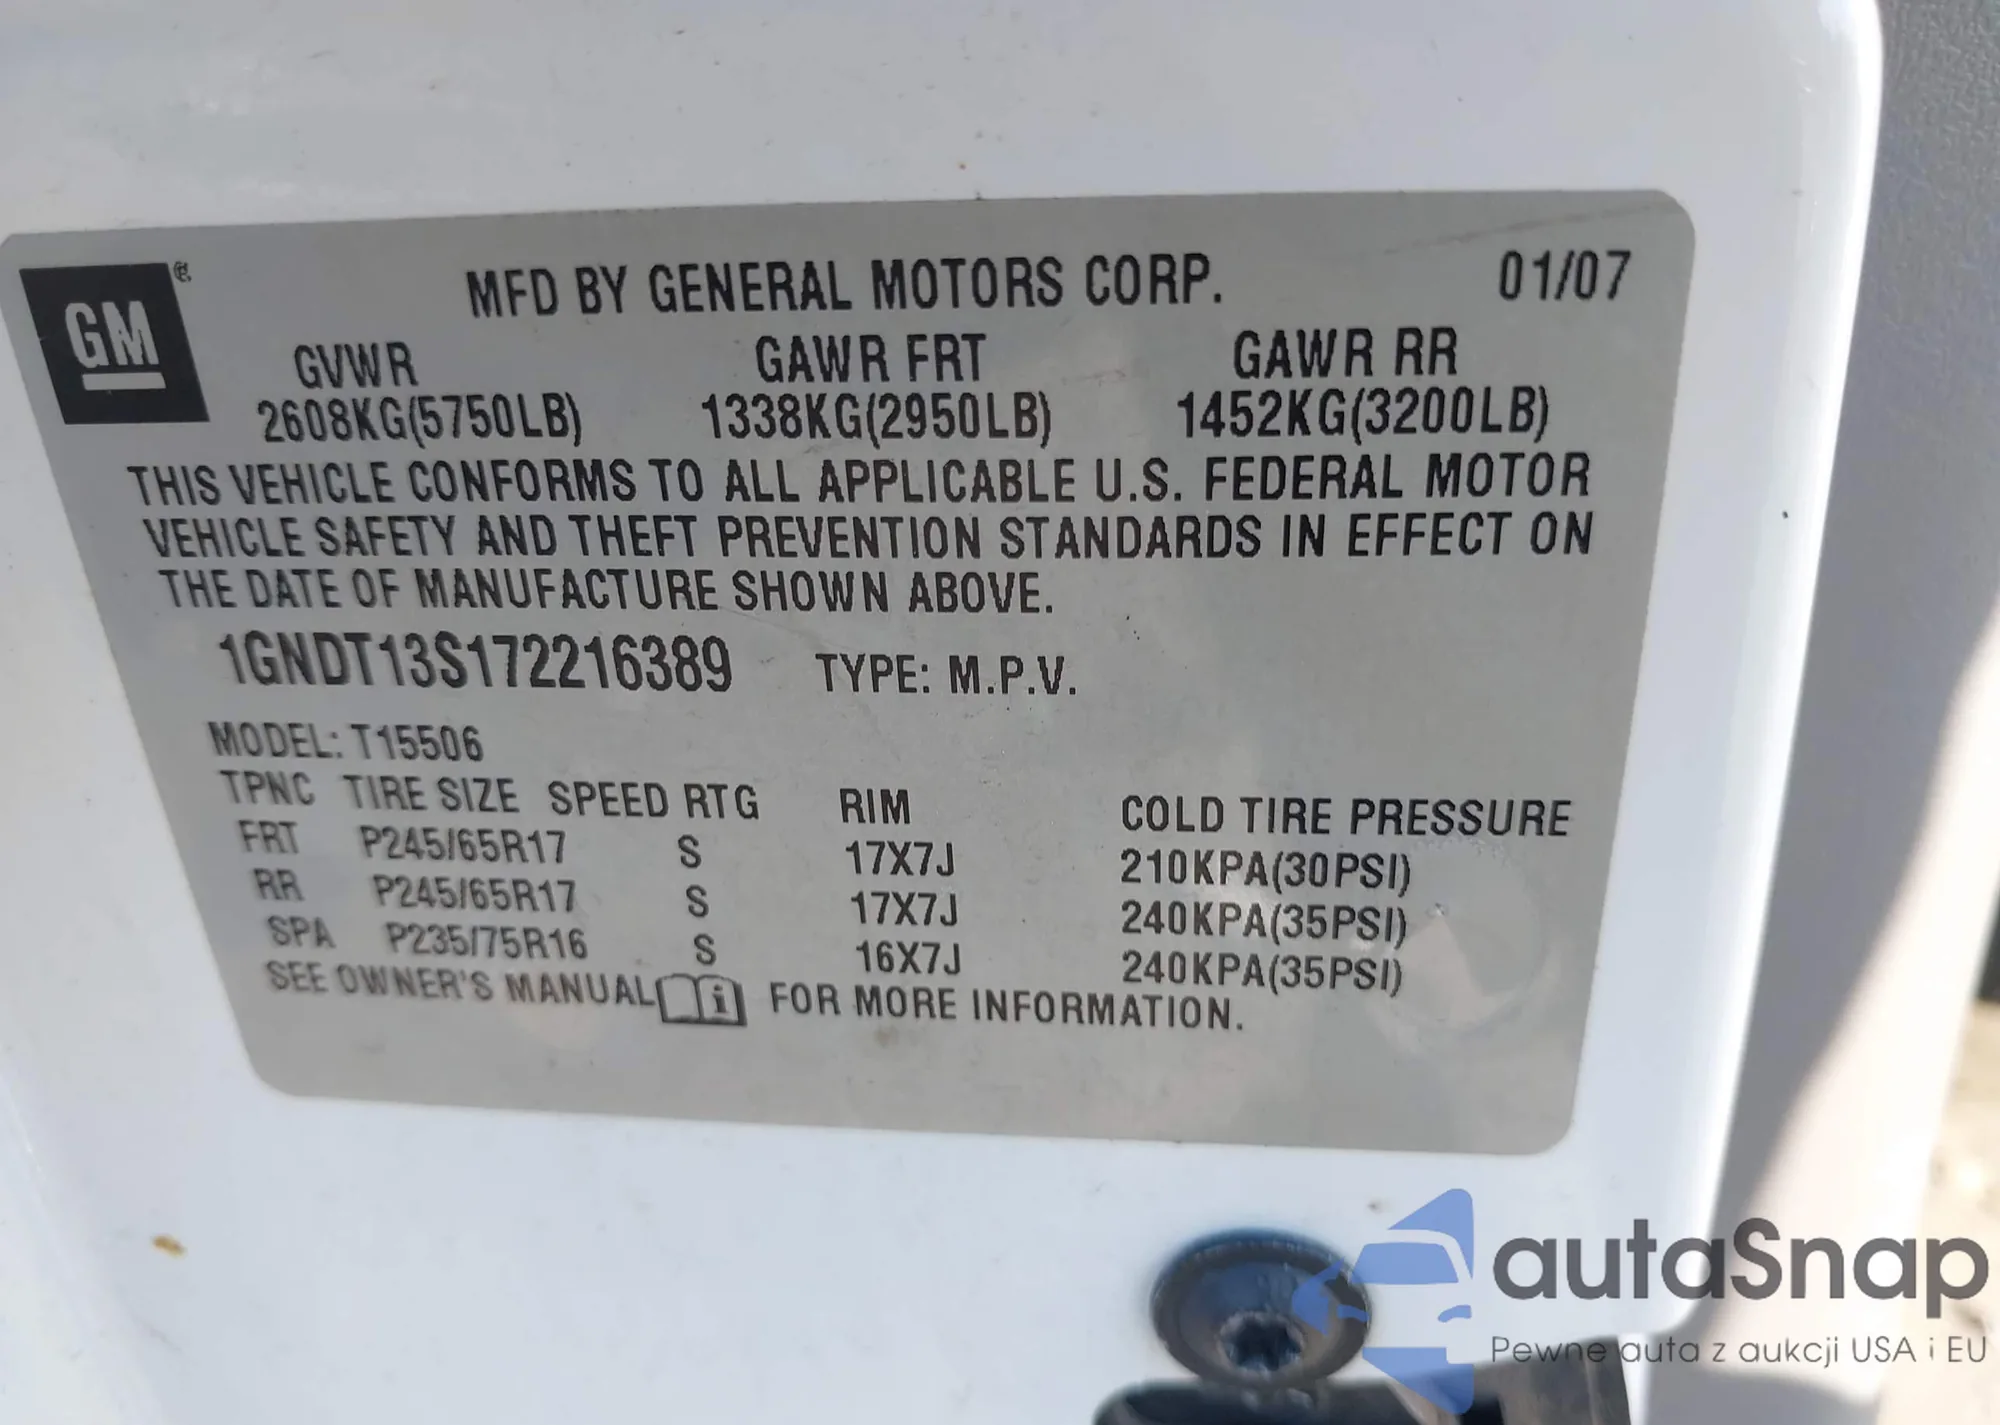 GM ®
MFD BY GENERAL MOTORS CORP. 01/07
GVWR GAWR FRT GAWR RR
2608KG(5750LB) 1338KG(2950LB) 1452KG(3200LB)
THIS VEHICLE CONFORMS TO ALL APPLICABLE U.S. FEDERAL MOTOR
VEHICLE SAFETY AND THEFT PREVENTION STANDARDS IN EFFECT ON
THE DATE OF MANUFACTURE SHOWN ABOVE.
1GNDT13S172216389 TYPE: M.P.V.
MODEL: T15506
TPNC TIRE SIZE SPEED RTG RIM COLD TIRE PRESSURE
FRT P245/65R17 S 17X7J 210KPA(30PSI)
RR P245/65R17 S 17X7J 240KPA(35PSI)
SPA P235/75R16 S 16X7J 240KPA(35PSI)
SEE OWNER'S MANUAL i FOR MORE INFORMATION.
autaSnap
Pewne auta z aukcji USA i EU